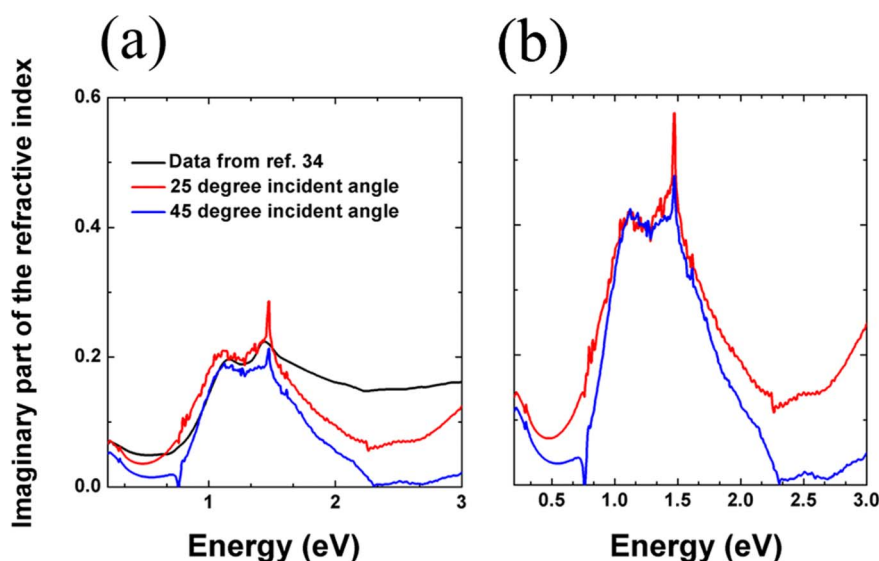 (a)
(b)
Imaginary part of the refractive index
0.6
0.4
0.2
0.0
Data from ref. 34
25 degree incident angle
45 degree incident angle
1 2 3
0.5 1.0 1.5 2.0 2.5 3.0
Energy (eV)
Energy (eV)